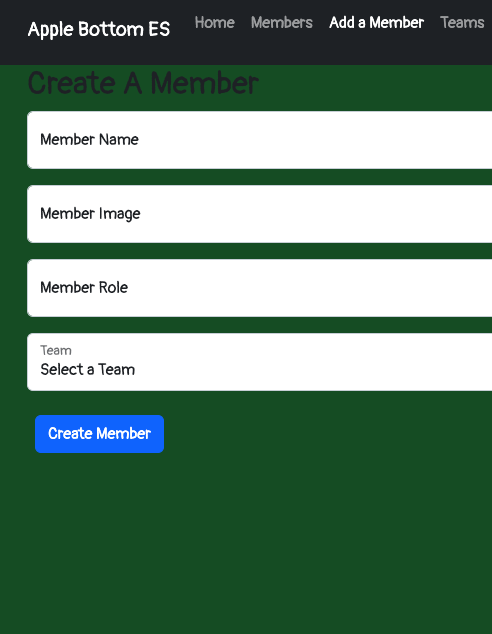 Apple Bottom ES Home Members Add a Member Teams
Create A Member
Member Name
Member Image
Member Role
Team
Select a Team
Create Member